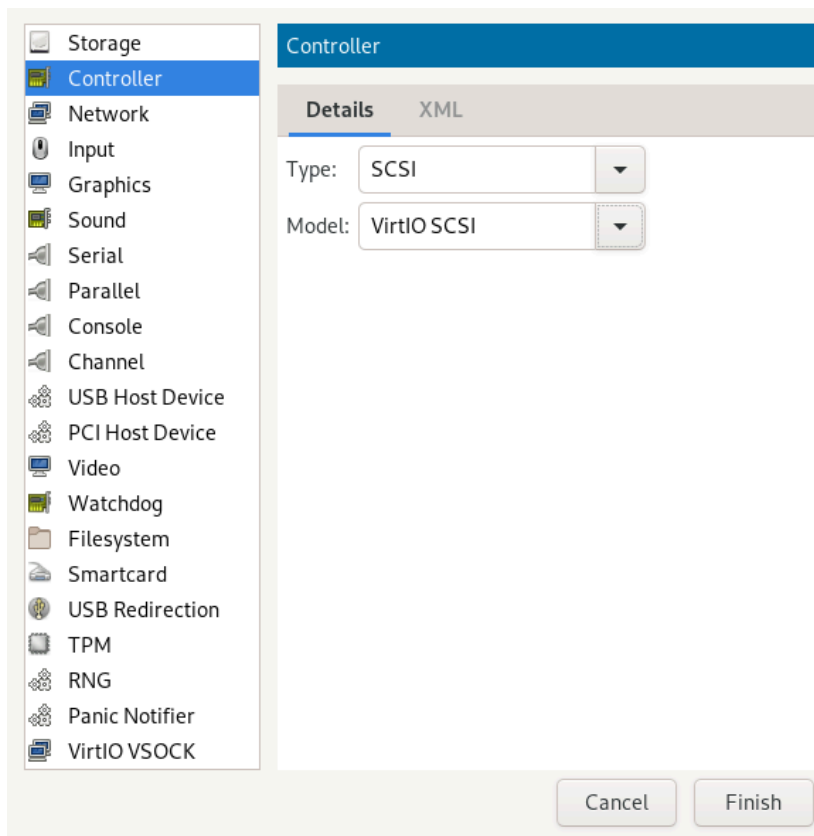 Storage
Controller
Network
Input
Graphics
Sound
Serial
Parallel
Console
Channel
USB Host Device
PCI Host Device
Video
Watchdog
Filesystem
Smartcard
USB Redirection
TPM
RNG
Panic Notifier
VirtIO VSOCK
Controller
Details XML
Type: SCSI
Model: VirtIO SCSI
Cancel Finish